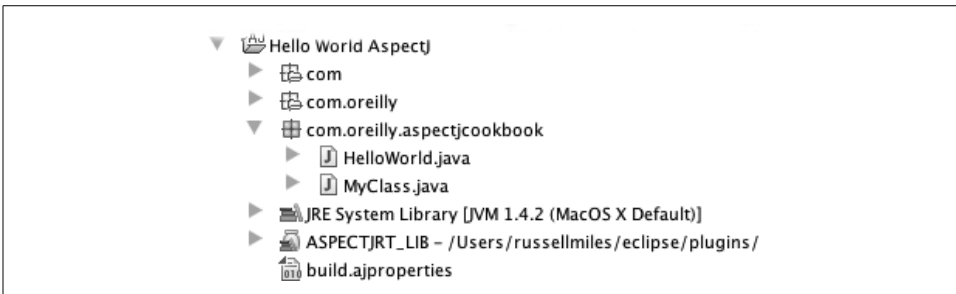 Hello World AspectJ
com
com.oreilly
com.oreilly.aspectjcookbook
HelloWorld.java
MyClass.java
JRE System Library [JVM 1.4.2 (MacOS X Default)]
ASPECTJRT_LIB – /Users/russellmiles/eclipse/plugins/
build.ajproperties